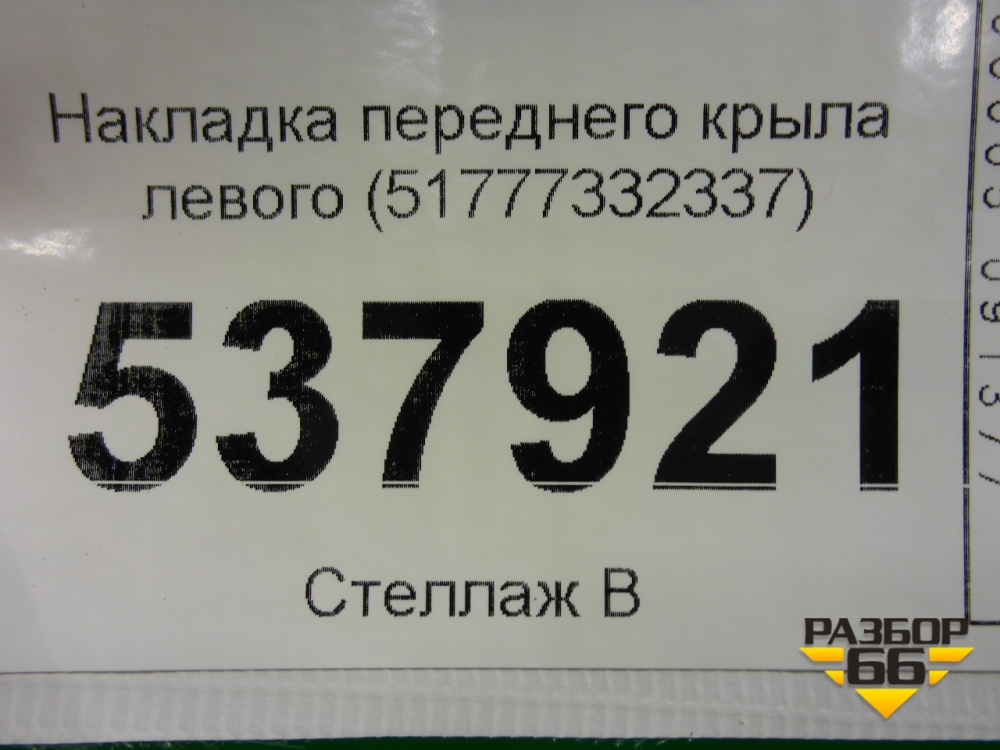 Накладка переднего крыла
левого (51777332337)
537921
Стеллаж В
РАЗБОР
66